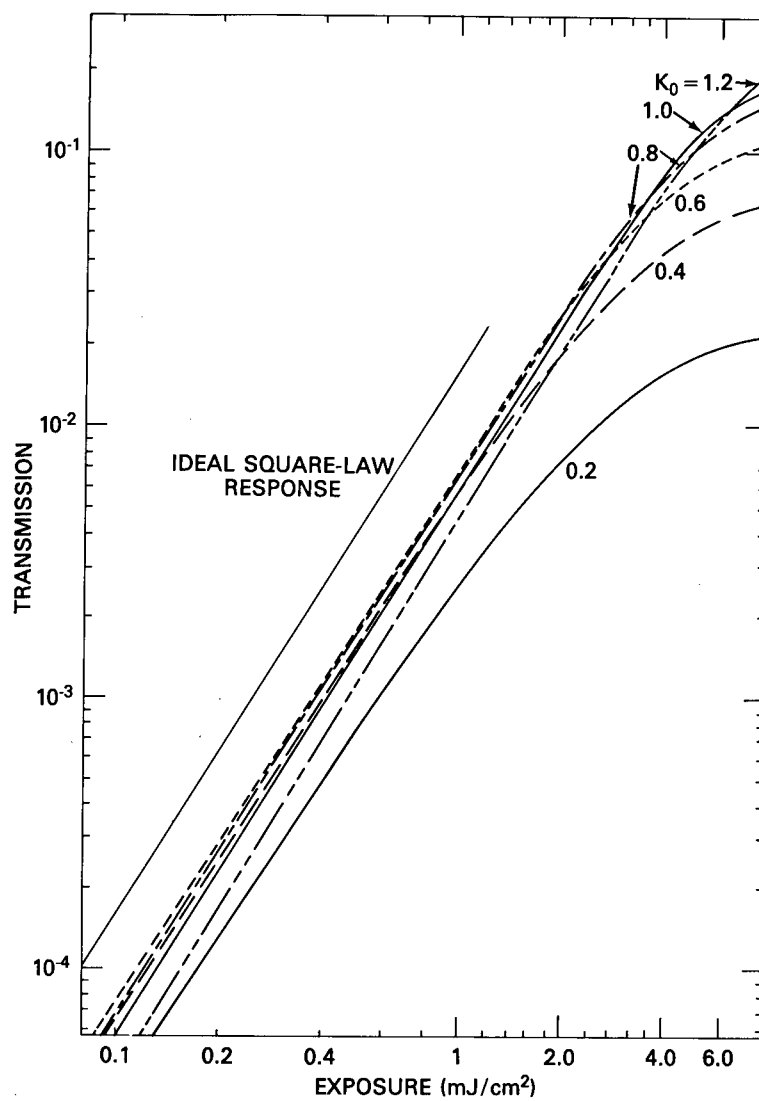 K₀ = 1.2
1.0
0.8
0.6
0.4
0.2
IDEAL SQUARE-LAW
RESPONSE
TRANSMISSION
10⁻¹
10⁻²
10⁻³
10⁻⁴
0.1 0.2 0.4 1 2.0 4.0 6.0
EXPOSURE (mJ/cm²)